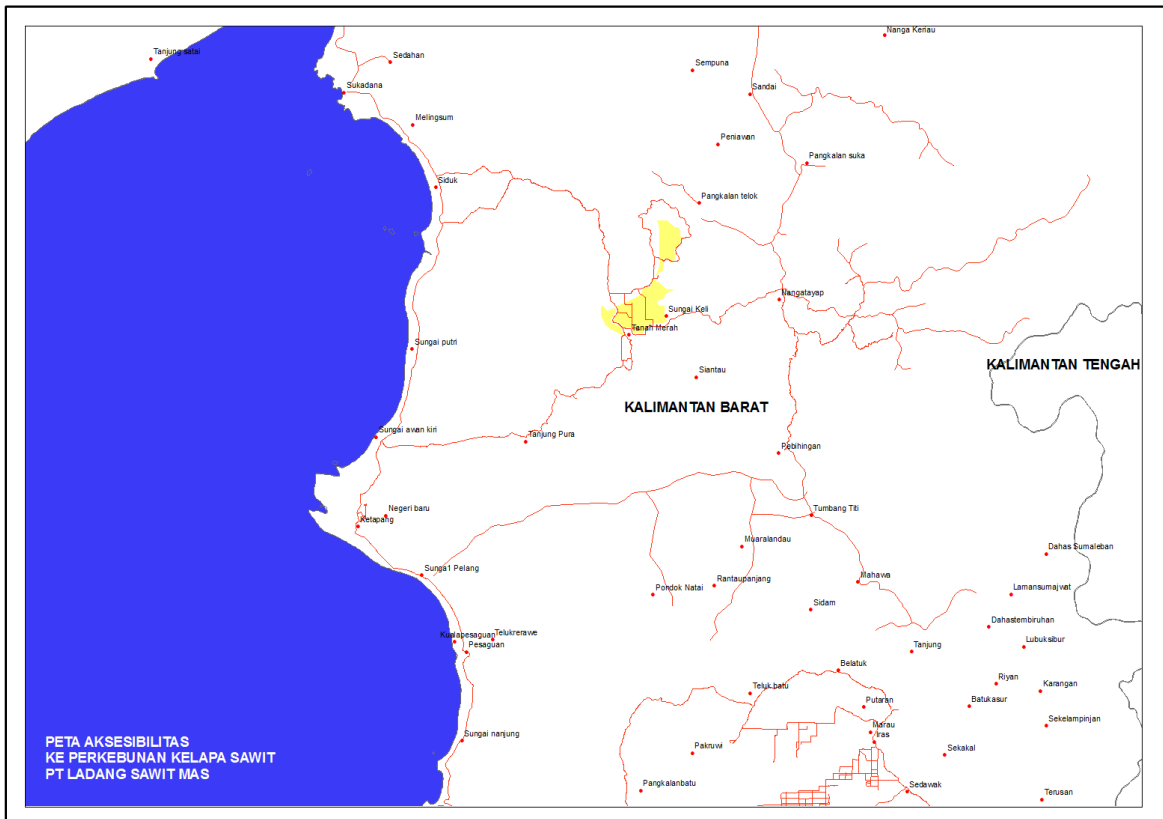 Nanga Keriau
Tanjung satai
Sedahan
Sempuna
Sukadana
Sandai
Melingsum
Peniawan
Pangkalan suka
Siduk
Pangkalan telok
Nangatayap
Sungai Keli
Tanah Merah
Sungai putri
KALIMANTAN TENGAH
Siantau
KALIMANTAN BARAT
Sungai awan kiri
Tanjung Pura
Pebihingan
Negeri baru
Tumbang Titi
Ketapang
Muaralandau
Dahas Sumaleban
Sunga1 Pelang
Rantaupanjang
Mahawa
Pondok Natai
Lamansumajwat
Sidam
Dahastembiruhan
Kualapesaguan
Telukrerawe
Pesaguan
Tanjung
Lubuksibur
Belatuk
Riyan
Teluk batu
Karangan
Putaran
Batukasur
Sekelampinjan
Marau
Iras
Sungai nanjung
PETA AKSESIBILITAS
KE PERKEBUNAN KELAPA SAWIT
PT LADANG SAWIT MAS
Pakruwi
Sekakal
Pangkalanbatu
Sedawak
Terusan